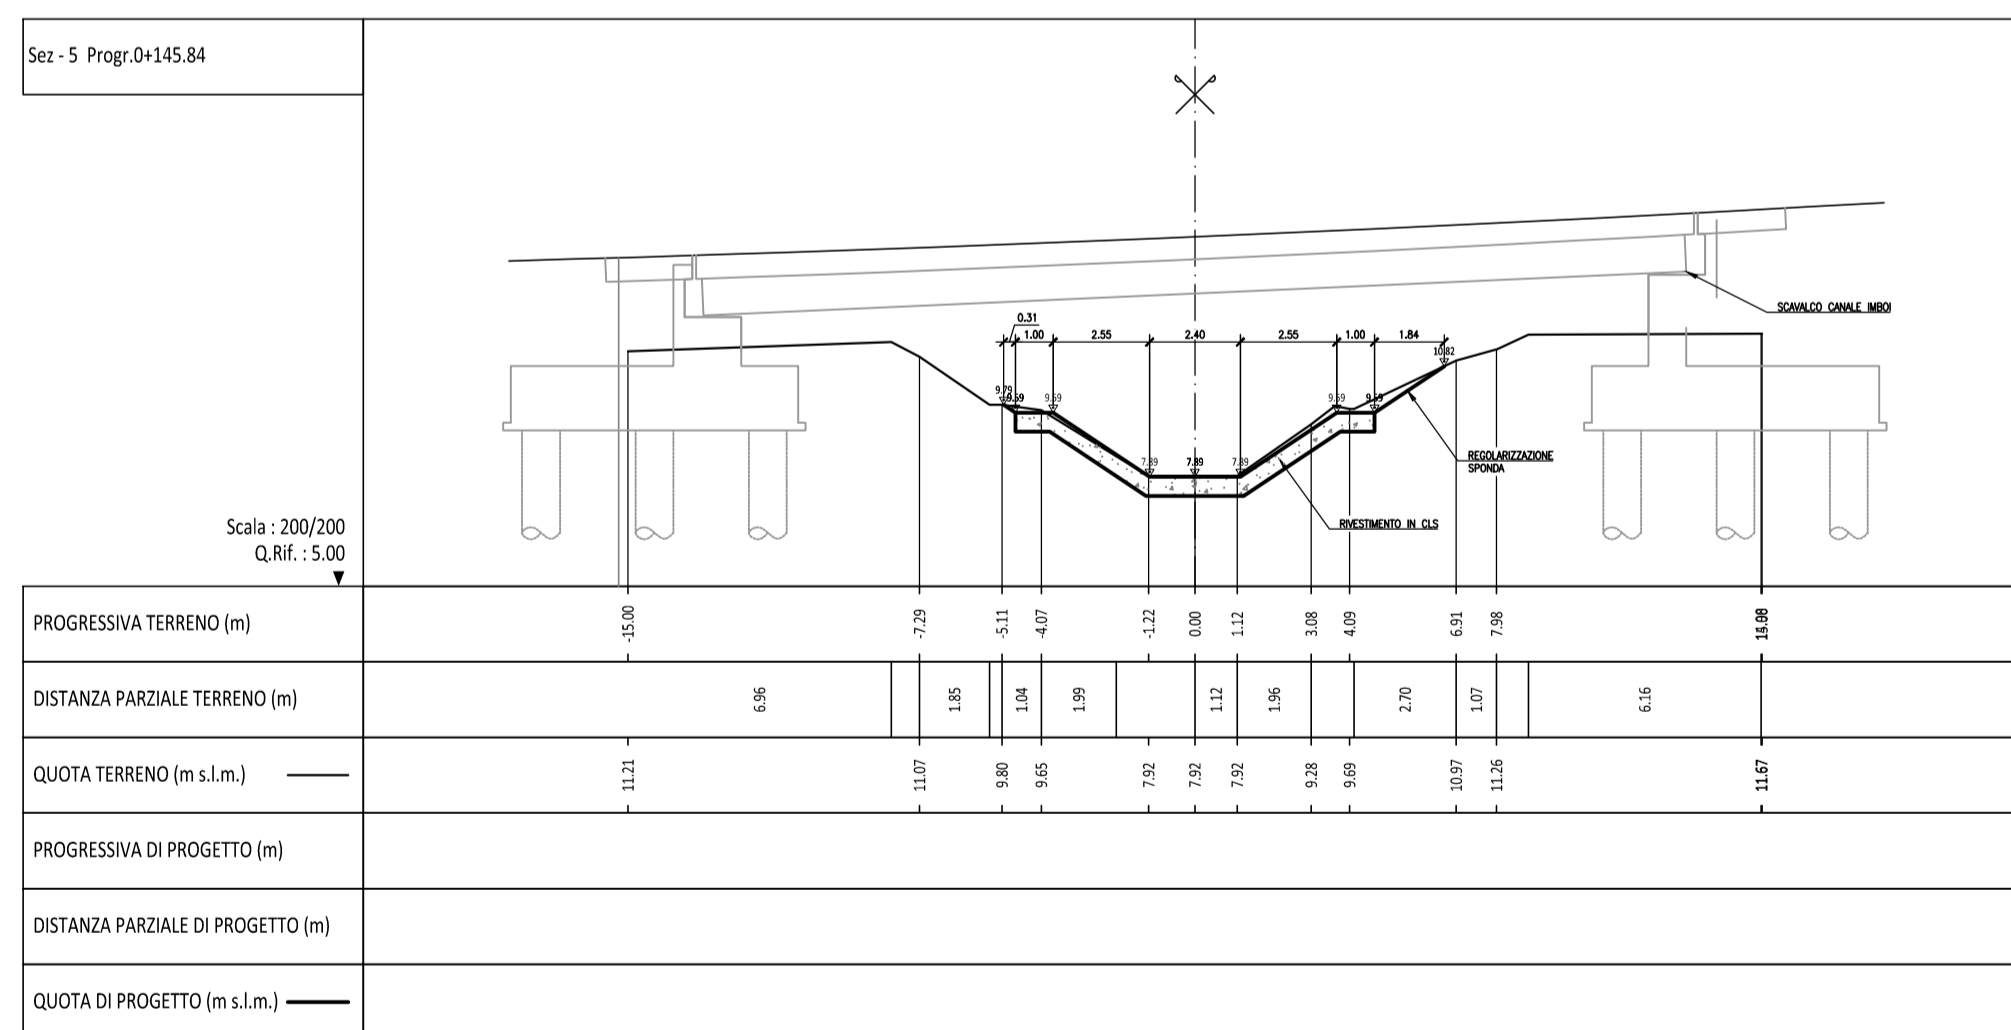 Sez - 5 Progr.0+145.84
SCAVALCO CANALE IMBOI
0.31
1.00 2.55 2.40 2.55 1.00 1.84
10.82
9.79
9.59 9.59 9.59 9.59
7.89 7.89 7.89
REGOLARIZZAZIONE
SPONDA
RIVESTIMENTO IN CLS
Scala : 200/200
Q.Rif. : 5.00
PROGRESSIVA TERRENO (m) -15.00 -7.29 -5.11 -4.07 -1.22 0.00 1.12 3.08 4.09 6.91 7.98
DISTANZA PARZIALE TERRENO (m) 6.96 1.85 1.04 1.99 1.12 1.96 2.70 1.07 6.16
QUOTA TERRENO (m s.l.m.) 11.21 11.07 9.80 9.65 7.92 7.92 7.92 9.28 9.69 10.97 11.26 11.67
PROGRESSIVA DI PROGETTO (m)
DISTANZA PARZIALE DI PROGETTO (m)
QUOTA DI PROGETTO (m s.l.m.)